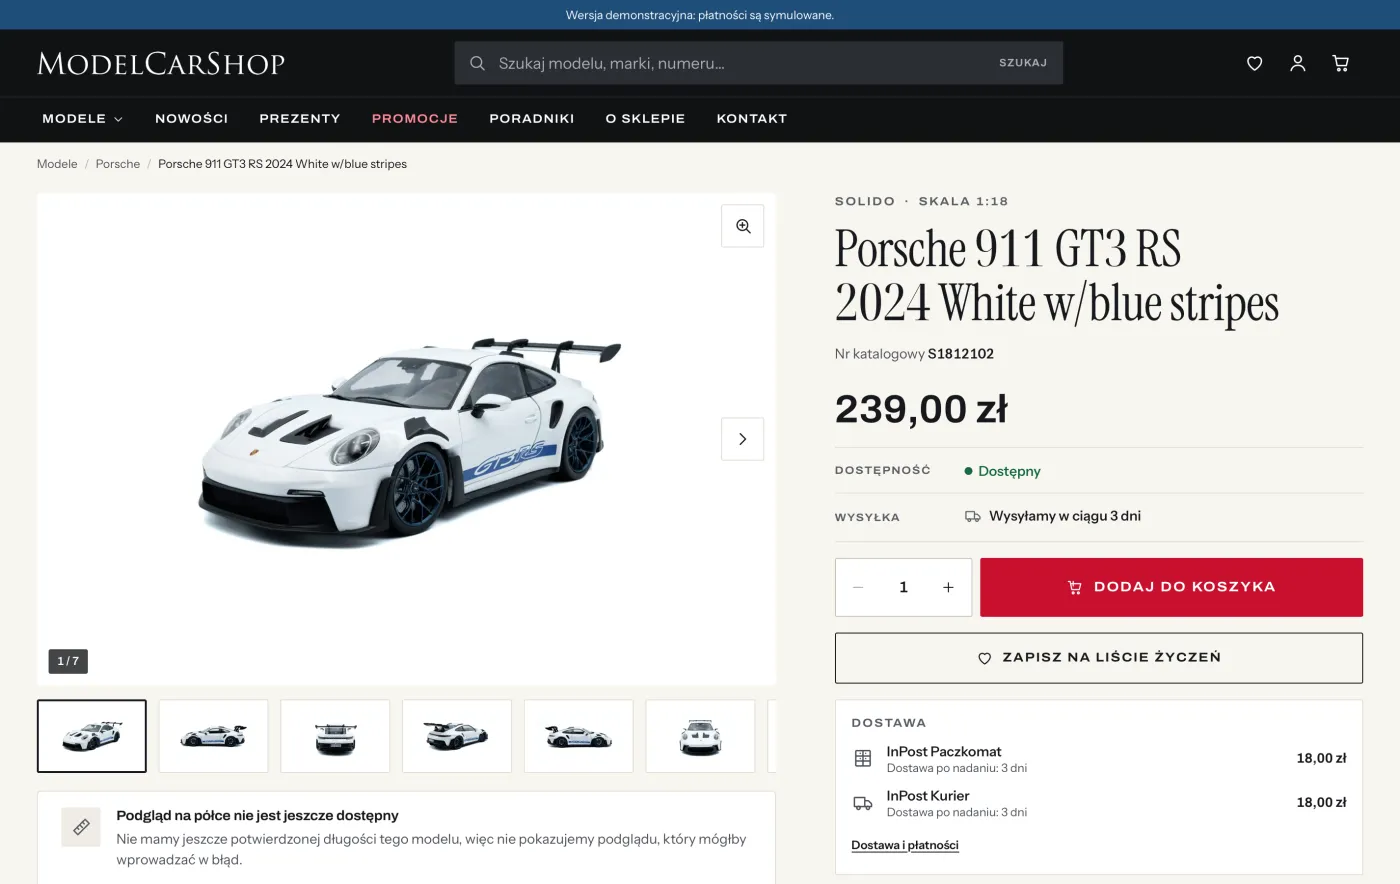 Wersja demonstracyjna: płatności są symulowane.
MODELCARSHOP
Szukaj modelu, marki, numeru...
SZUKAJ
MODELE
NOWOŚCI
PREZENTY
PROMOCJE
PORADNIKI
O SKLEPIE
KONTAKT
Modele / Porsche / Porsche 911 GT3 RS 2024 White w/blue stripes
GT3 RS
1 / 7
Podgląd na półce nie jest jeszcze dostępny
Nie mamy jeszcze potwierdzonej długości tego modelu, więc nie pokazujemy podglądu, który mógłby
wprowadzać w błąd.
SOLIDO · SKALA 1:18
Porsche 911 GT3 RS
2024 White w/blue stripes
Nr katalogowy S1812102
239,00 zł
DOSTĘPNOŚĆ
Dostępny
WYSYŁKA
Wysyłamy w ciągu 3 dni
− 1 +
DODAJ DO KOSZYKA
ZAPISZ NA LIŚCIE ŻYCZEŃ
DOSTAWA
InPost Paczkomat
Dostawa po nadaniu: 3 dni
18,00 zł
InPost Kurier
Dostawa po nadaniu: 3 dni
18,00 zł
Dostawa i płatności